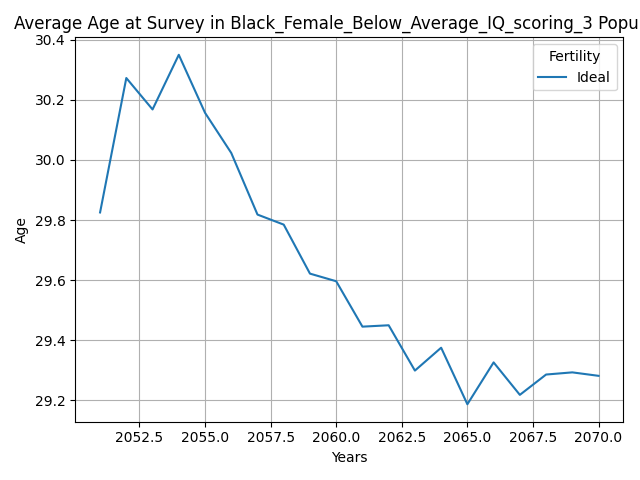 Average Age at Survey in Black_Female_Below_Average_IQ_scoring_3 Popu
30.4
30.2
30.0
29.8
29.6
29.4
29.2
Age
Fertility
Ideal
2052.5 2055.0 2057.5 2060.0 2062.5 2065.0 2067.5 2070.0
Years